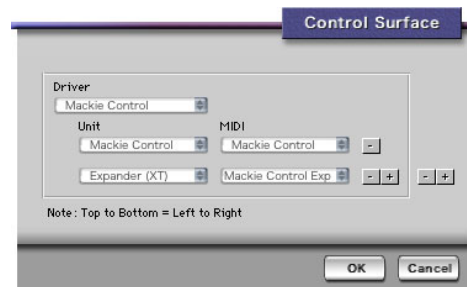 Control Surface
Driver
Mackie Control
Unit MIDI
Mackie Control Mackie Control -
Expander (XT) Mackie Control Exp - + - +
Note: Top to Bottom = Left to Right
OK Cancel